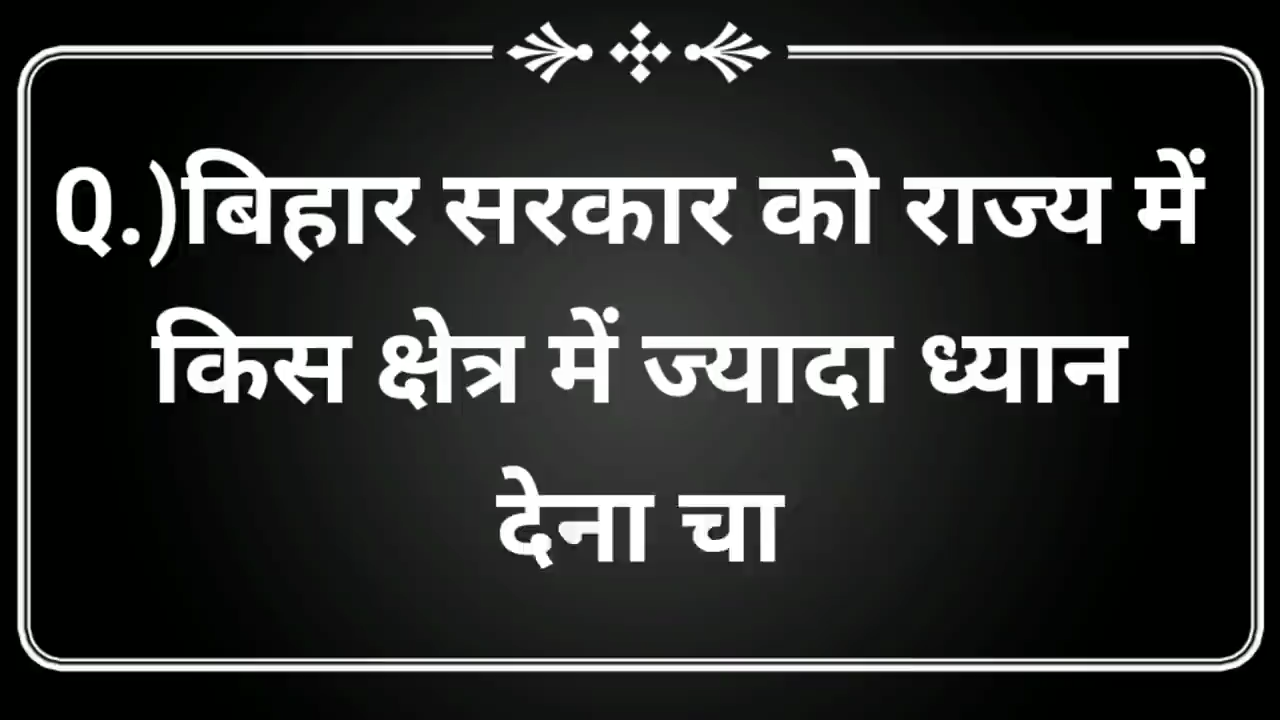 Q.)बिहार सरकार को राज्य में
किस क्षेत्र में ज्यादा ध्यान
देना चा